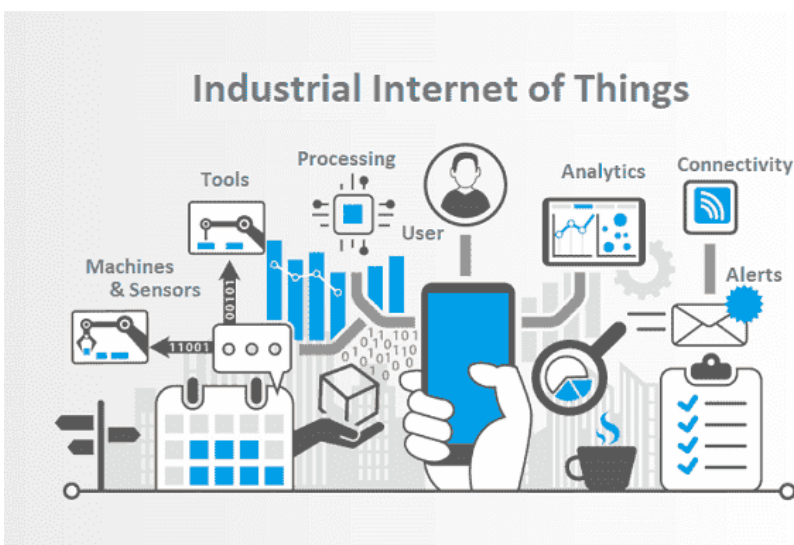 Industrial Internet of Things
Processing
Tools
Analytics
Connectivity
User
Machines
& Sensors
Alerts
00101
11001